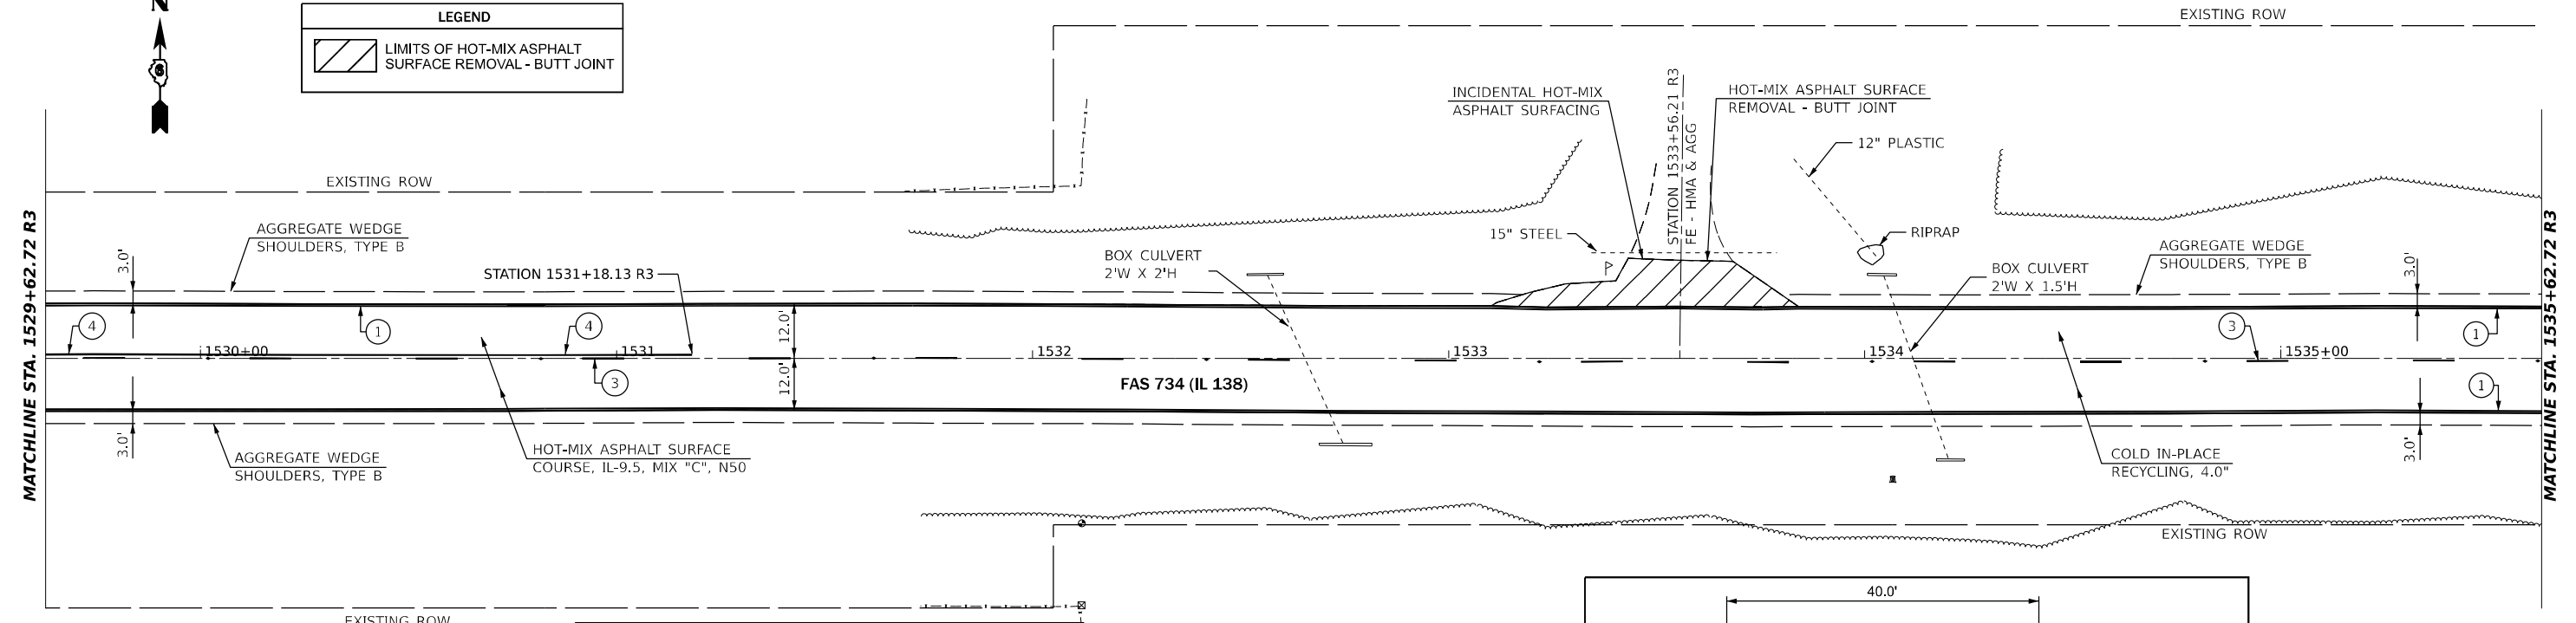 N
6
LEGEND
LIMITS OF HOT-MIX ASPHALT
SURFACE REMOVAL - BUTT JOINT
EXISTING ROW
INCIDENTAL HOT-MIX
ASPHALT SURFACING
STATION 1533+56.21 R3
FE - HMA & AGG
HOT-MIX ASPHALT SURFACE
REMOVAL - BUTT JOINT
12" PLASTIC
EXISTING ROW
AGGREGATE WEDGE
SHOULDERS, TYPE B
3.0'
STATION 1531+18.13 R3
BOX CULVERT
2'W X 2'H
15" STEEL
P
RIPRAP
BOX CULVERT
2'W X 1.5'H
AGGREGATE WEDGE
SHOULDERS, TYPE B
3.0'
MATCHLINE STA. 1529+62.72 R3
MATCHLINE STA. 1535+62.72 R3
4
1
4
12.0'
3
1
1530+00
1531
1532
1533
1534
1535+00
3
12.0'
FAS 734 (IL 138)
1
3.0'
AGGREGATE WEDGE
SHOULDERS, TYPE B
HOT-MIX ASPHALT SURFACE
COURSE, IL-9.5, MIX "C", N50
COLD IN-PLACE
RECYCLING, 4.0"
3.0'
EXISTING ROW
40.0'
EXISTING ROW